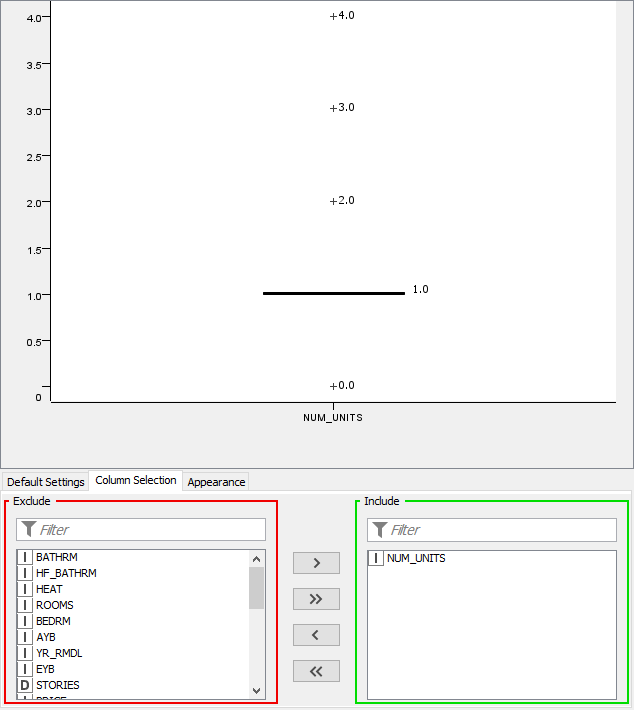 4.0
+4.0
3.5
3.0
+3.0
2.5
2.0
+2.0
1.5
1.0
1.0
0.5
+0.0
0
NUM_UNITS
Default Settings
Column Selection
Appearance
Exclude
Filter
I BATHRM
I HF_BATHRM
I HEAT
I ROOMS
I BEDRM
I AYB
I YR_RMDL
I EYB
D STORIES
I PRICE
>
>>
<
<<
Include
Filter
I NUM_UNITS